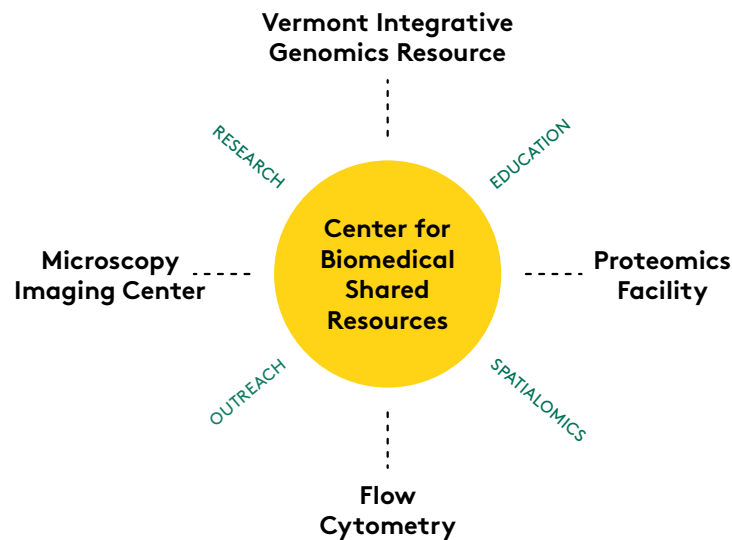 Vermont Integrative
Genomics Resource
RESEARCH
EDUCATION
Center for
Biomedical
Shared
Resources
Microscopy
Imaging Center
Proteomics
Facility
OUTREACH
SPATIALOMICS
Flow
Cytometry